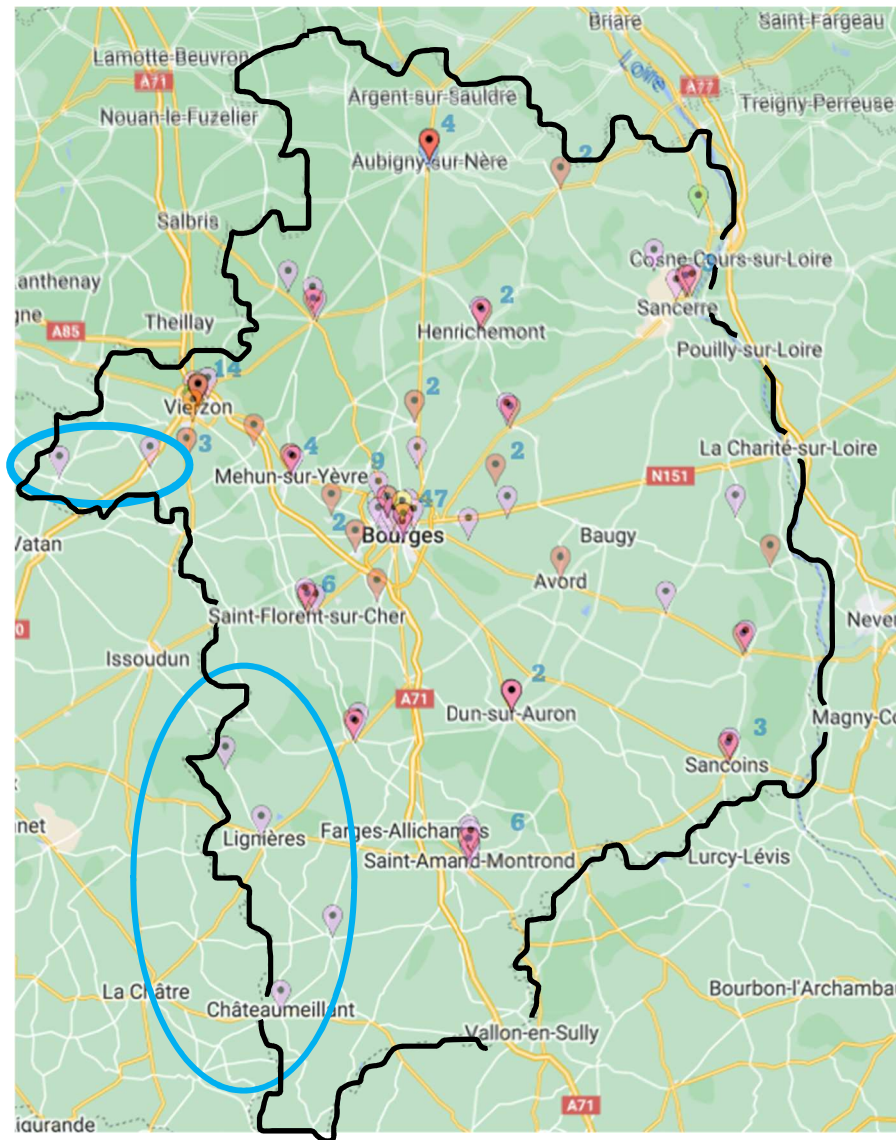 Briare
Saint-Fargeau
Lamotte-Beuvron
A71
Loire
A77
Argent-sur-Sauldre
Treigny-Perreuse
Nouan-le-Fuzelier
4
Aubigny-sur-Nère
2
Salbris
Cosne-Cours-sur-Loire
anthenay
Sancerre
gne
Theillay
2
Henrichemont
A85
Pouilly-sur-Loire
14
Vierzon
2
3
4
La Charité-sur-Loire
Mehun-sur-Yèvre
9
2
N151
47
Vatan
2
Bourges
Baugy
Avord
6
Saint-Florent-sur-Cher
Never
0
Issoudun
A71
2
Dun-sur-Auron
Magny-Co
3
Sancoins
net
Lignières
Farges-Allichamps
6
Saint-Amand-Montrond
Lurcy-Lévis
La Châtre
Châteaumeillant
Bourbon-l'Archambau
Vallon-en-Sully
A71
igurande